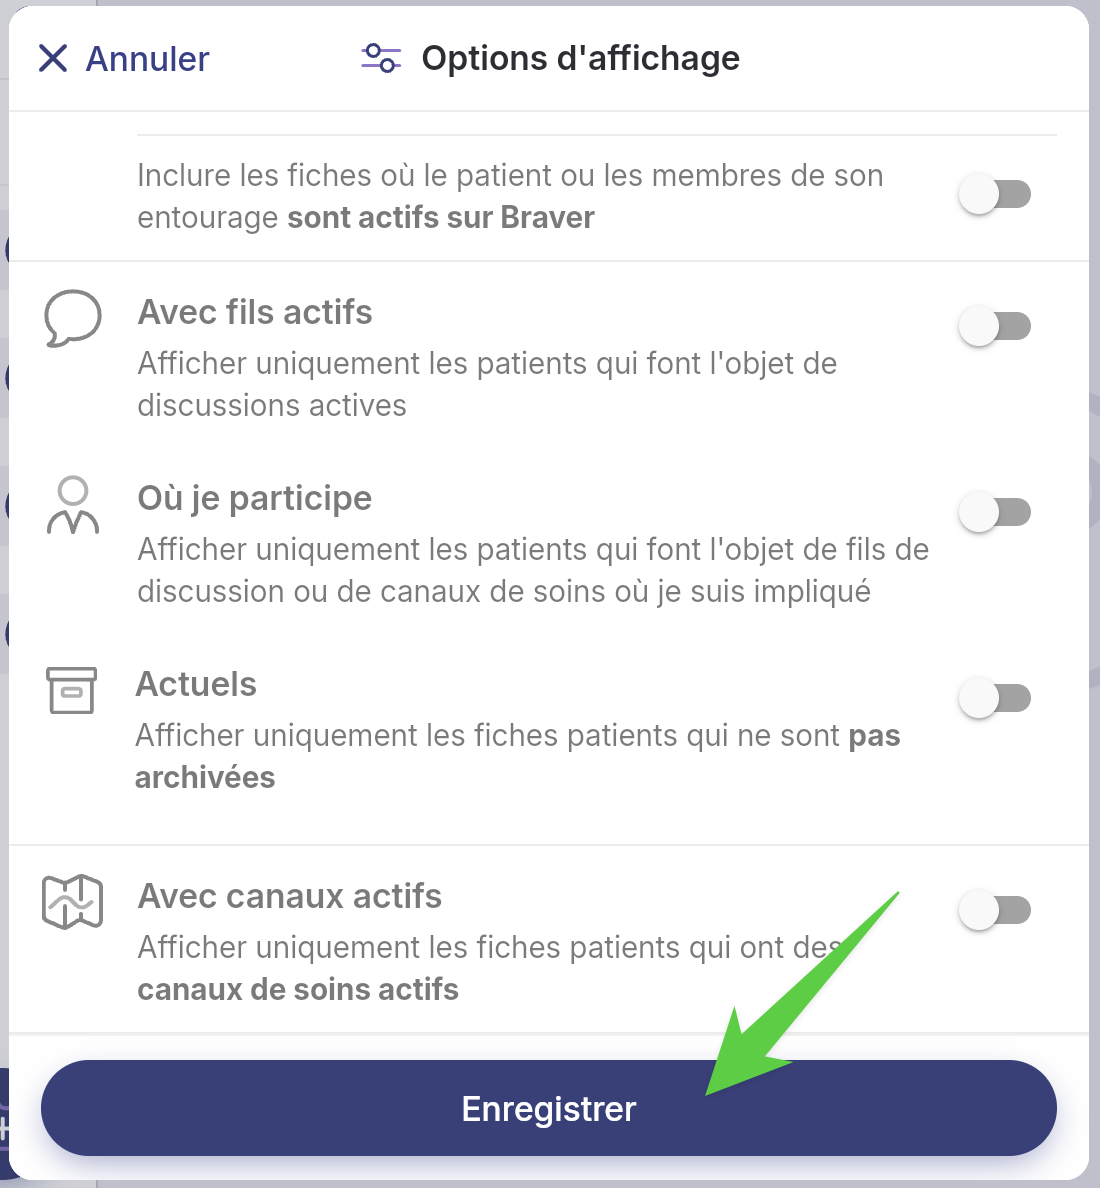 Annuler
Options d'affichage
Inclure les fiches où le patient ou les membres de son
entourage sont actifs sur Braver
Avec fils actifs
Afficher uniquement les patients qui font l'objet de
discussions actives
Où je participe
Afficher uniquement les patients qui font l'objet de fils de
discussion ou de canaux de soins où je suis impliqué
Actuels
Afficher uniquement les fiches patients qui ne sont pas
archivées
Avec canaux actifs
Afficher uniquement les fiches patients qui ont des
canaux de soins actifs
Enregistrer